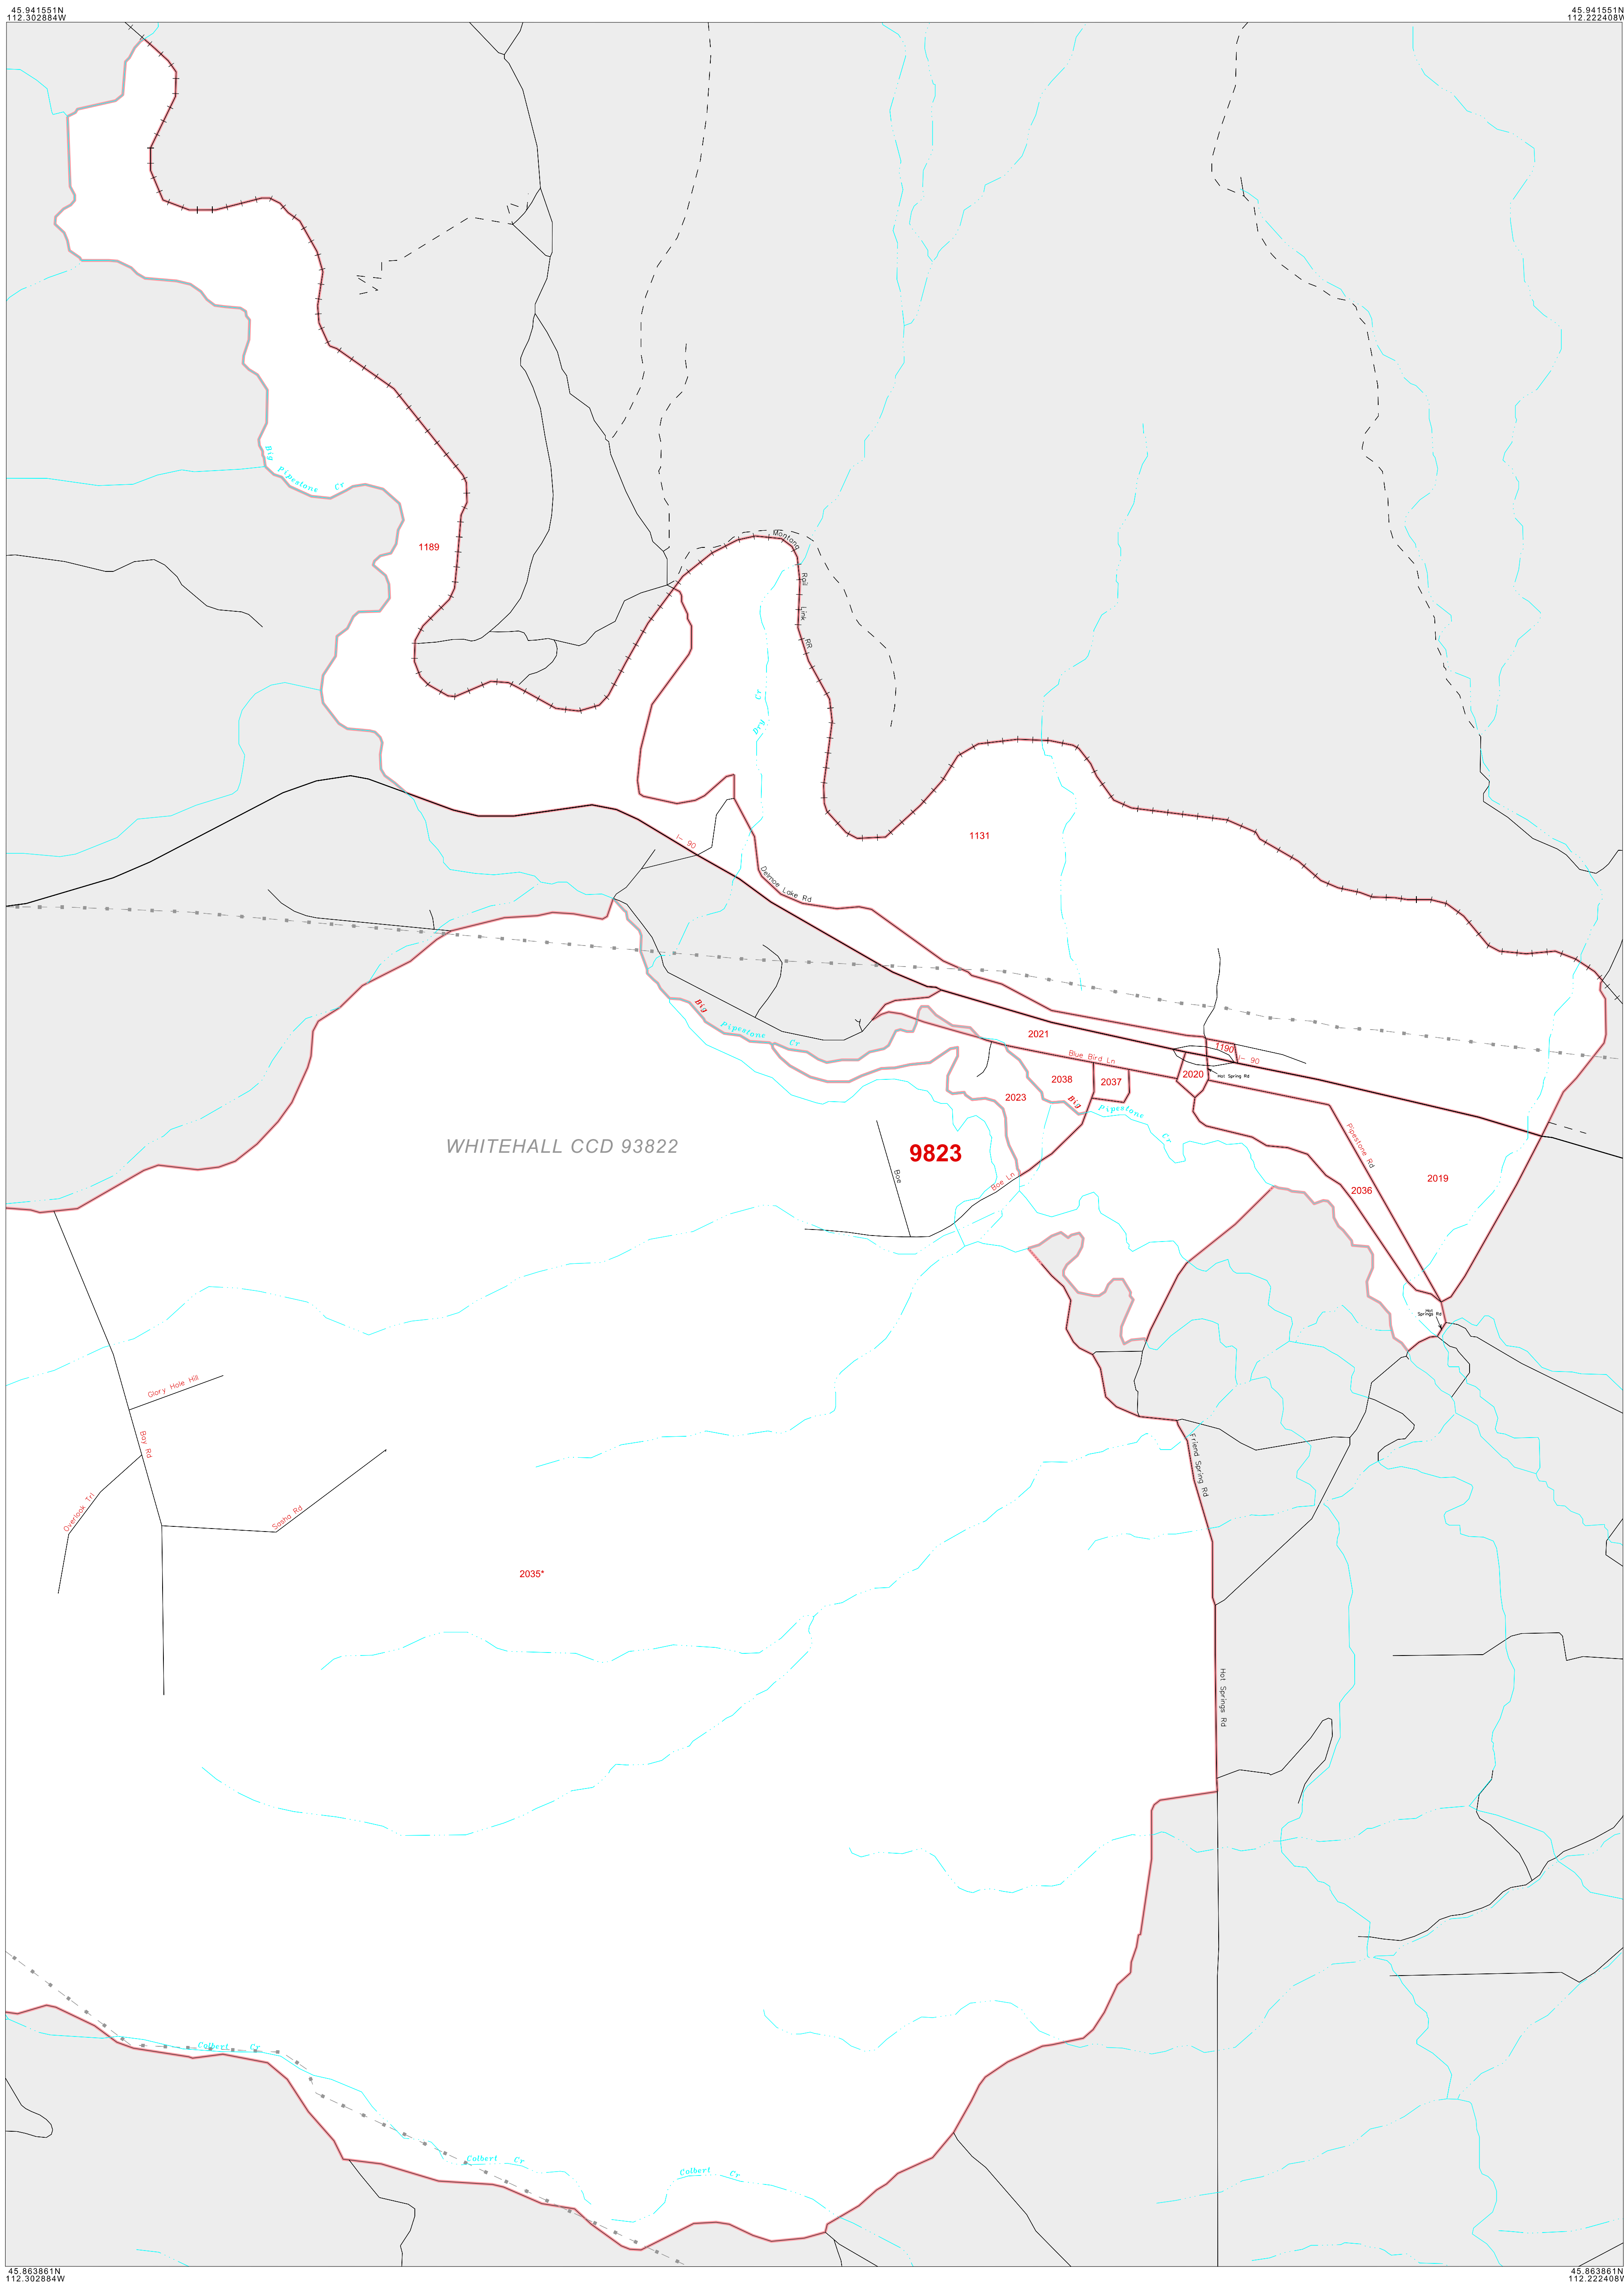 45.941551N
112.302884W
45.941551N
112.222408W
Big Pipestone Cr
1189
Montana Rail Link RR
Dry Cr
1131
I- 90
Delmoe Lake Rd
Big Pipestone Cr
2021
1190
I- 90
Blue Bird Ln
2020
Hot Spring Rd
2038
2037
2023
Big Pipestone Cr
WHITEHALL CCD 93822
9823
Boe
Boe Ln
Pipestone Rd
2019
2036
Hot
Springs Rd
Glory Hole Hill
Bay Rd
Friend Spring Rd
Overlook Trl
Sasha Rd
2035*
Hot Springs Rd
Colbert Cr
Colbert Cr
Colbert Cr
45.863861N
112.302884W
45.863861N
112.222408W